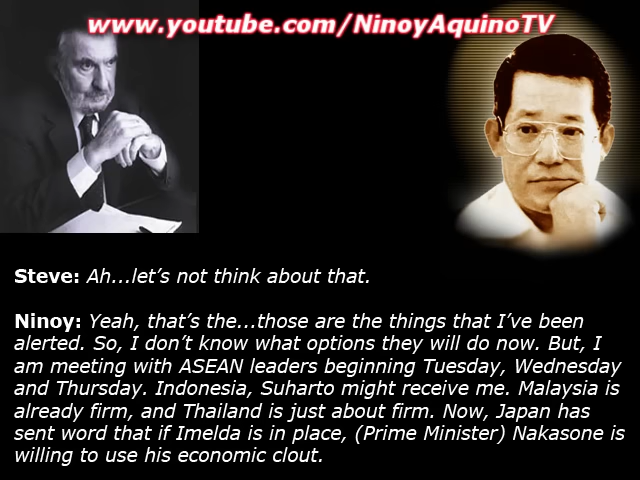 www.youtube.com/NinoyAquinoTV
Steve: Ah...let's not think about that.
Ninoy: Yeah, that's the...those are the things that I've been
alerted. So, I don't know what options they will do now. But, I
am meeting with ASEAN leaders beginning Tuesday, Wednesday
and Thursday. Indonesia, Suharto might receive me. Malaysia is
already firm, and Thailand is just about firm. Now, Japan has
sent word that if Imelda is in place, (Prime Minister) Nakasone is
willing to use his economic clout.